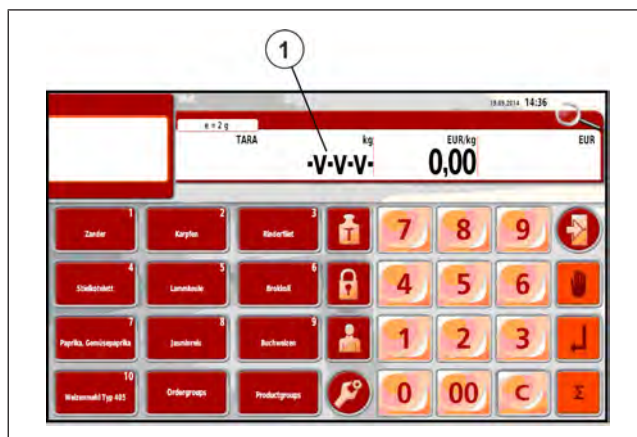 1
19.09.2014 14:36
e = 2 g
TARA kg EUR/kg EUR
-V-V-V- 0,00
1 2 3
Zander Karpfen Rinderfilet T 7 8 9
4 5 6
Stielkotelett Lammkeule Brokkoli 4 5 6
7 8 9
Paprika, Gemüsepaprika Jasminreis Buchweizen 1 2 3
10
Weizenmehl Typ 405 Ordergroups Productgroups 0 00 C Σ